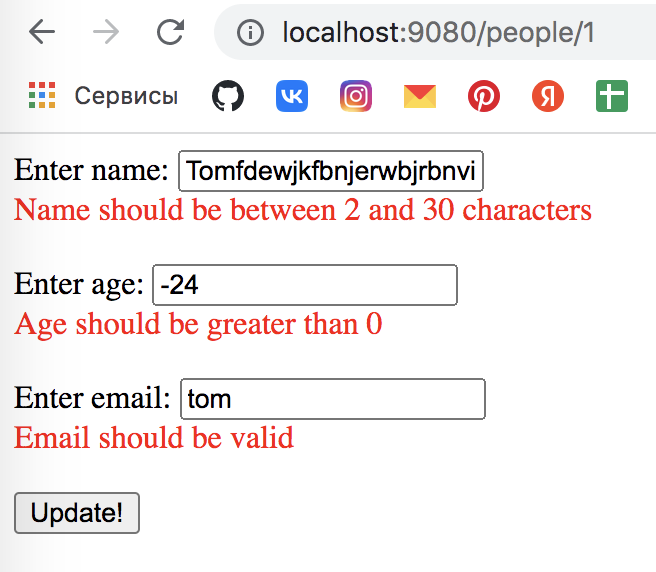 localhost:9080/people/1
Сервисы
Enter name: Tomfdewjkfbnjerwbjrbnvi
Name should be between 2 and 30 characters
Enter age: -24
Age should be greater than 0
Enter email: tom
Email should be valid
Update!